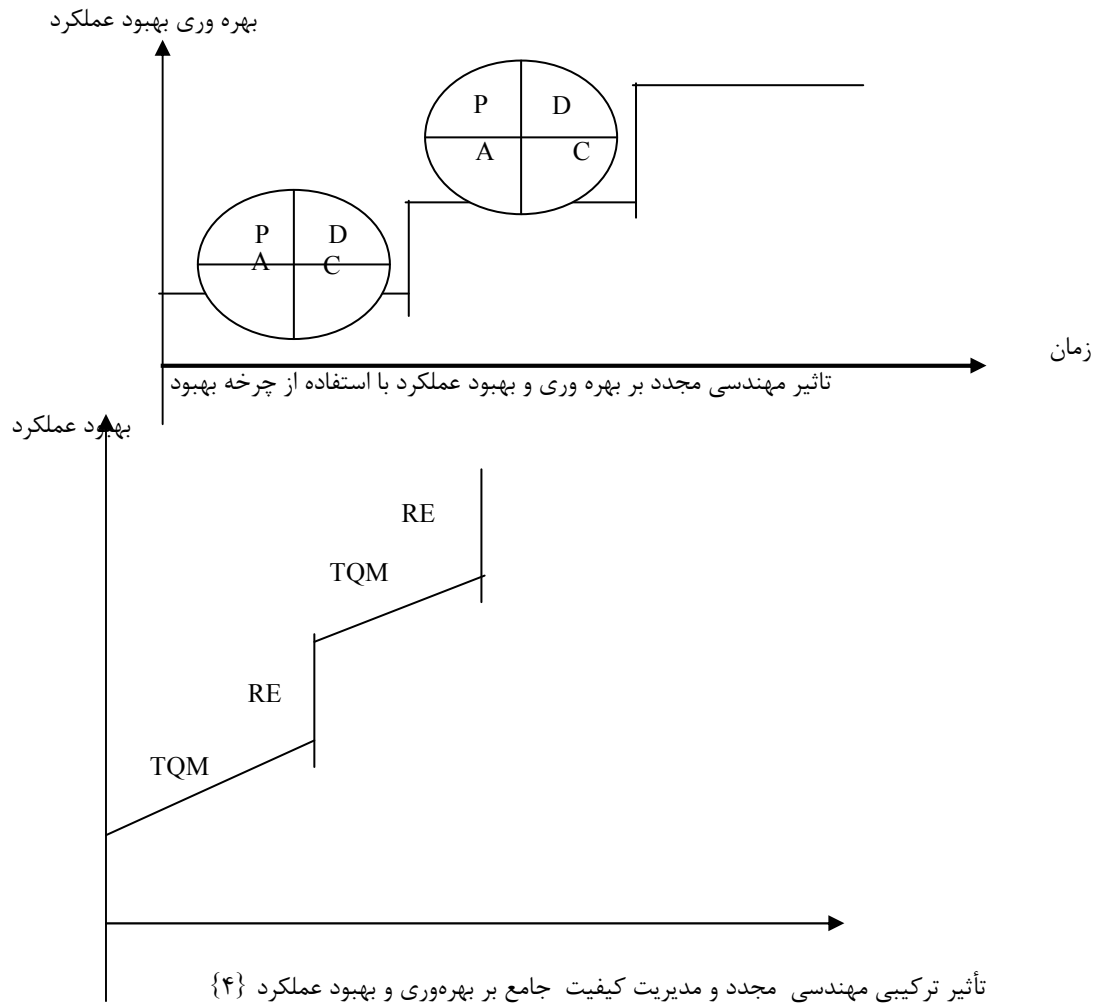 بهره وری بهبود عملکرد
P D
A C
P D
A C
زمان
تاثیر مهندسی مجدد بر بهره وری و بهبود عملکرد با استفاده از چرخه بهبود
بهبود عملکرد
RE
TQM
RE
TQM
تأثیر ترکیبی مهندسی مجدد و مدیریت کیفیت جامع بر بهره‌وری و بهبود عملکرد {۴}